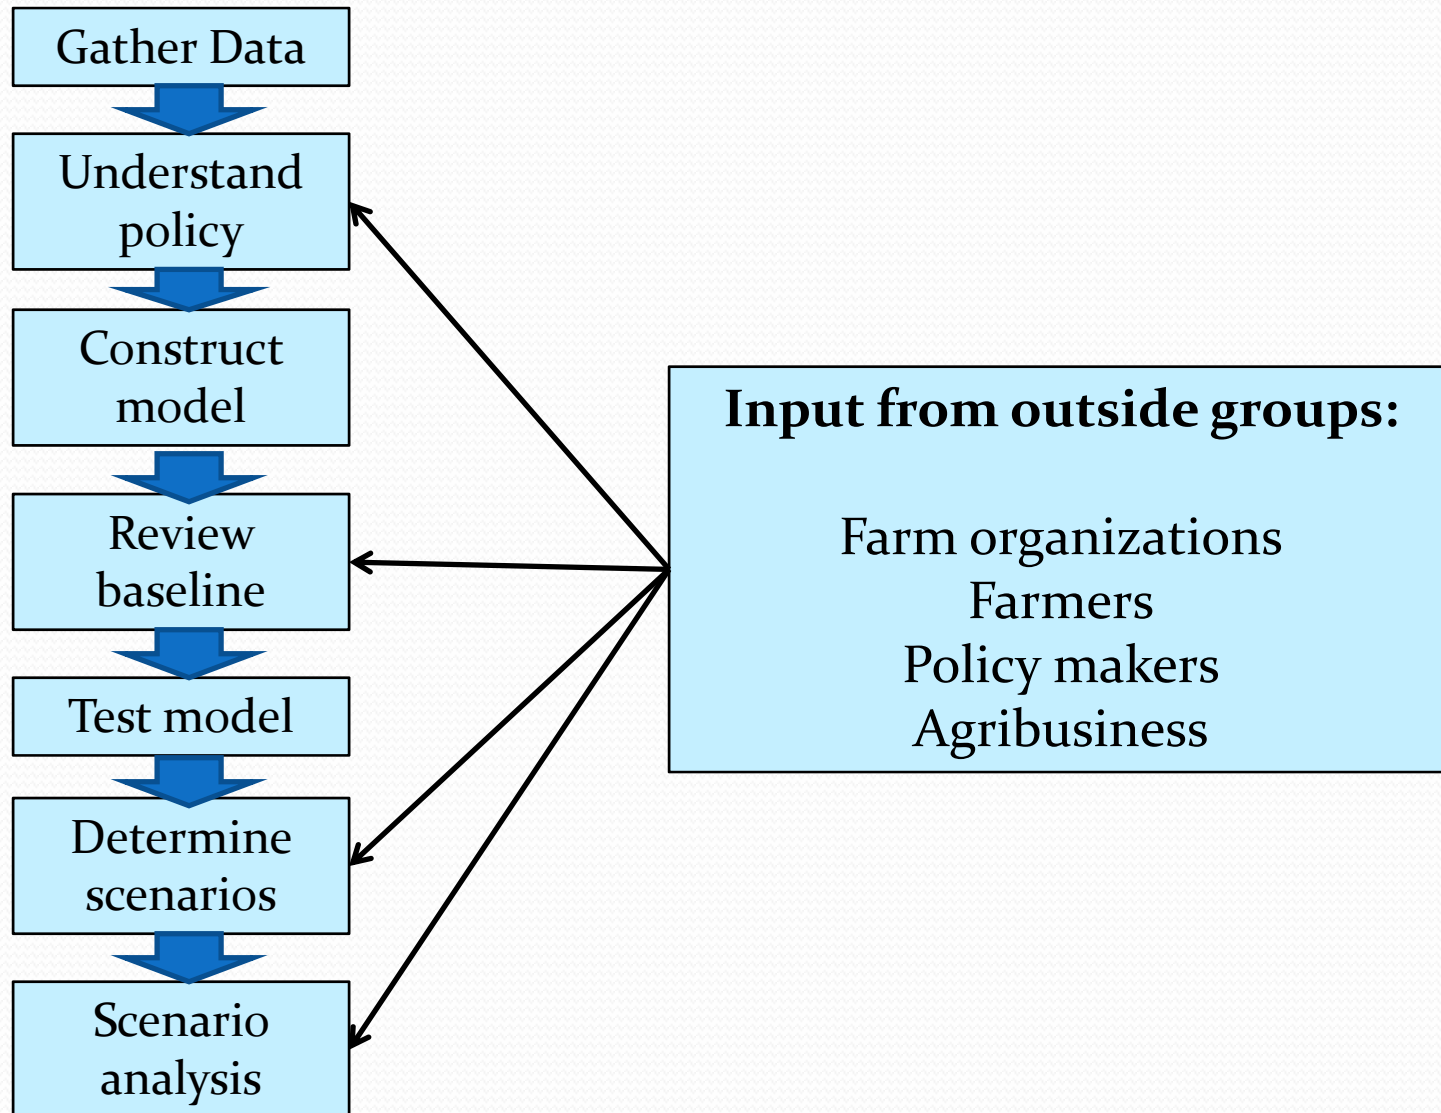 Gather Data
Understand
policy
Construct
model
Review
baseline
Test model
Determine
scenarios
Scenario
analysis
Input from outside groups:
Farm organizations
Farmers
Policy makers
Agribusiness